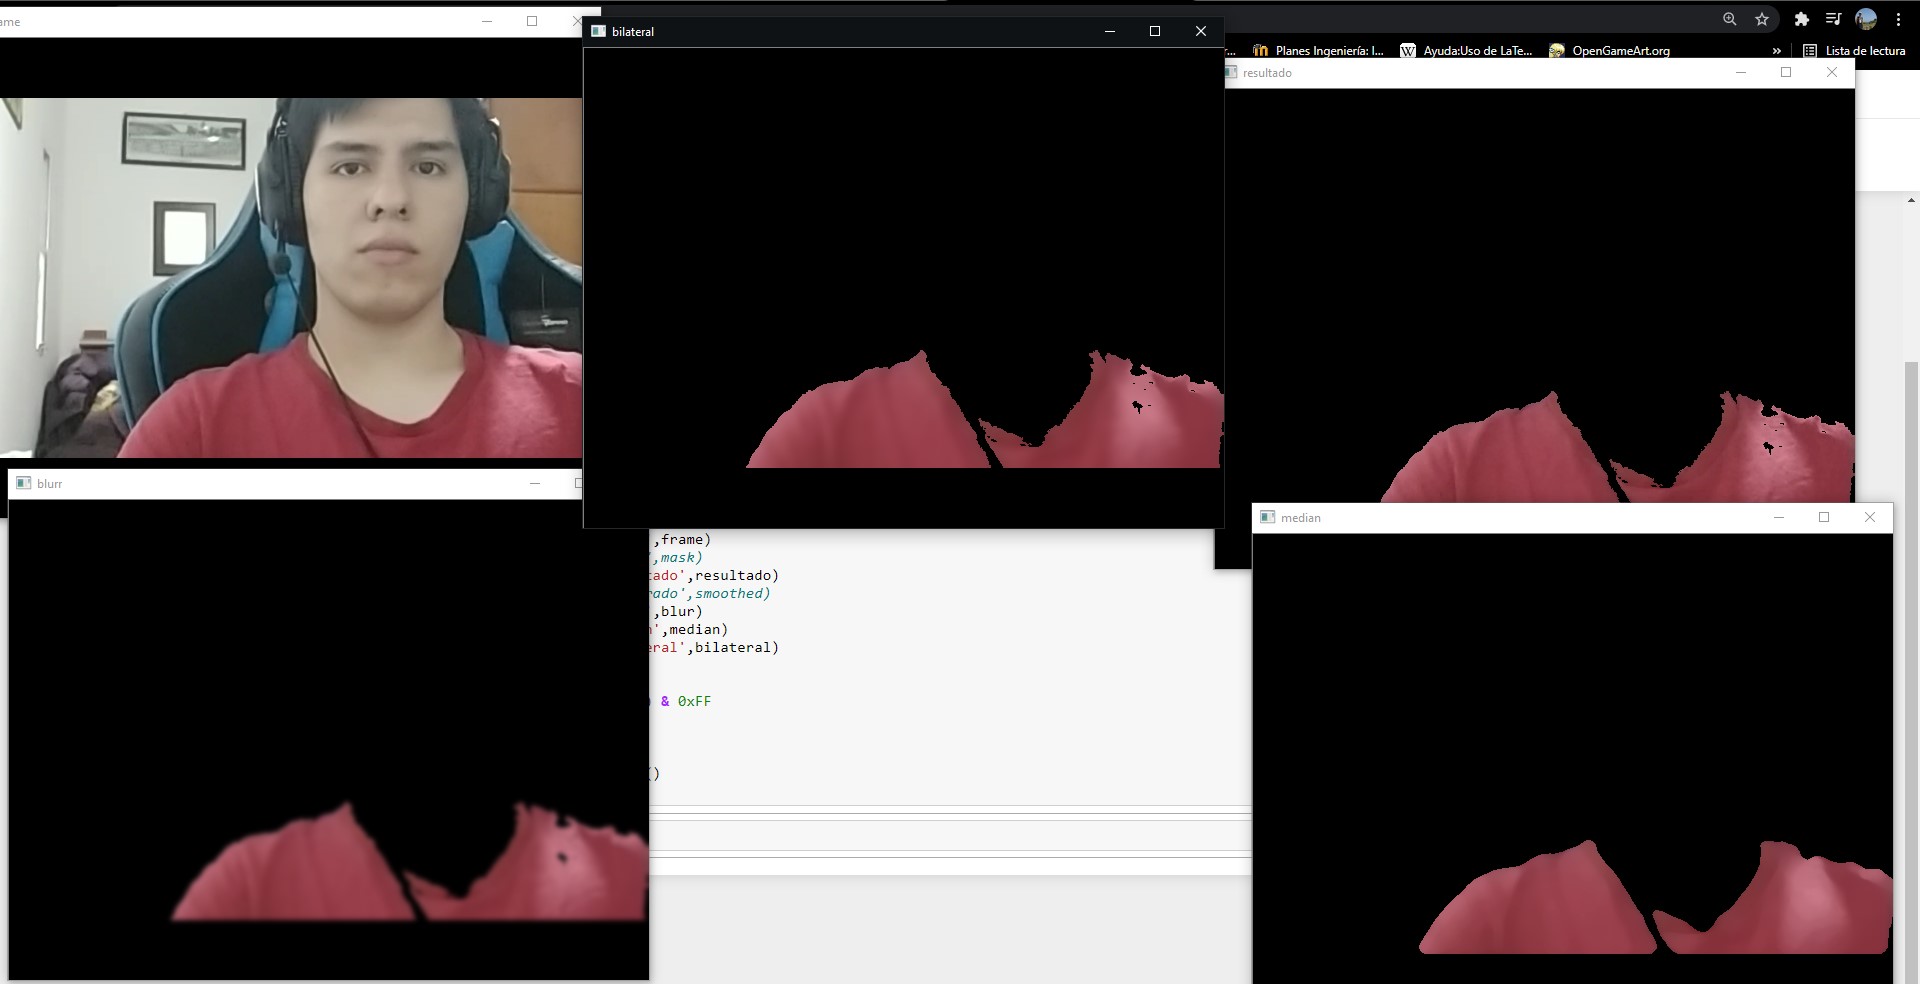 ame
bilateral
r...
Planes Ingeniería: I...
Ayuda:Uso de LaTe...
OpenGameArt.org
»
Lista de lectura
resultado
blurr
median
,frame)
',mask)
tado',resultado)
rado',smoothed)
,blur)
n',median)
eral',bilateral)
) & 0xFF
()